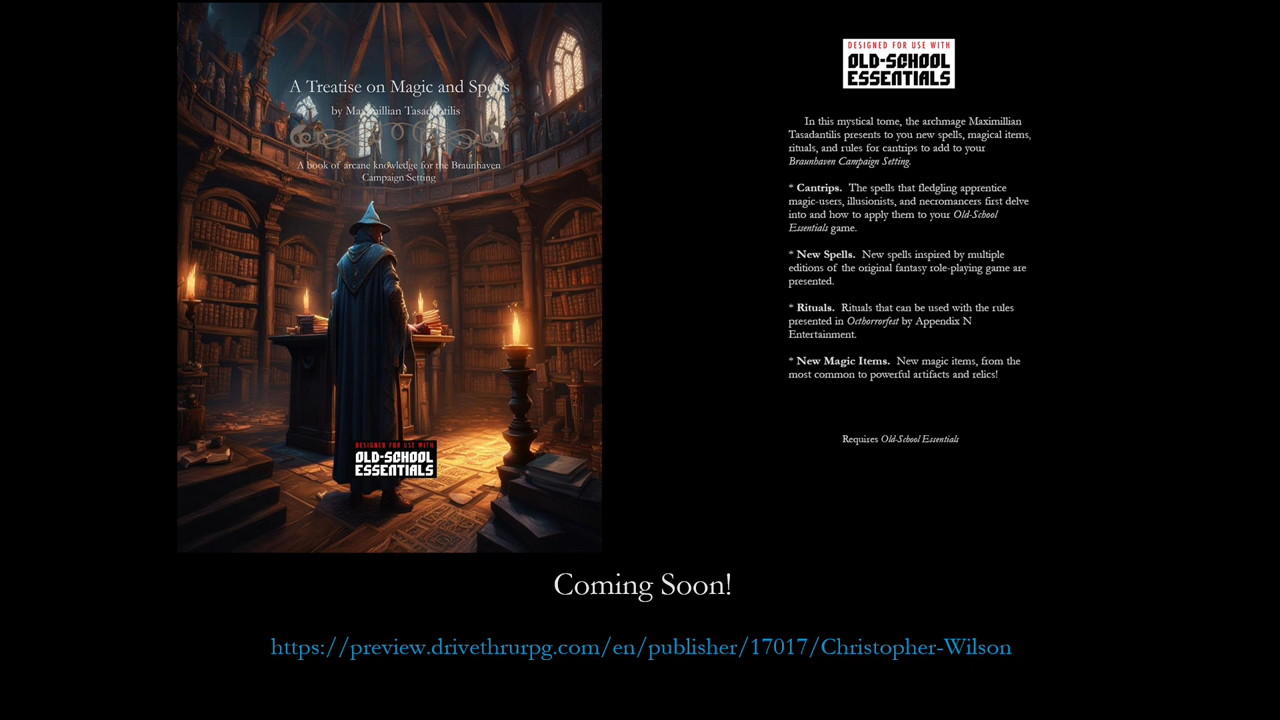 A Treatise on Magic and Spells
by Maximillian Tasadantilis
A book of arcane knowledge for the Braunhaven
Campaign Setting
DESIGNED FOR USE WITH
OLD-SCHOOL
ESSENTIALS
DESIGNED FOR USE WITH
OLD-SCHOOL
ESSENTIALS
In this mystical tome, the archmage Maximillian
Tasadantilis presents to you new spells, magical items,
rituals, and rules for cantrips to add to your
Braunhaven Campaign Setting.
* Cantrips. The spells that fledgling apprentice
magic-users, illusionists, and necromancers first delve
into and how to apply them to your Old-School
Essentials game.
* New Spells. New spells inspired by multiple
editions of the original fantasy role-playing game are
presented.
* Rituals. Rituals that can be used with the rules
presented in Octhorrorfest by Appendix N
Entertainment.
* New Magic Items. New magic items, from the
most common to powerful artifacts and relics!
Requires Old-School Essentials
Coming Soon!
https://preview.drivethrurpg.com/en/publisher/17017/Christopher-Wilson